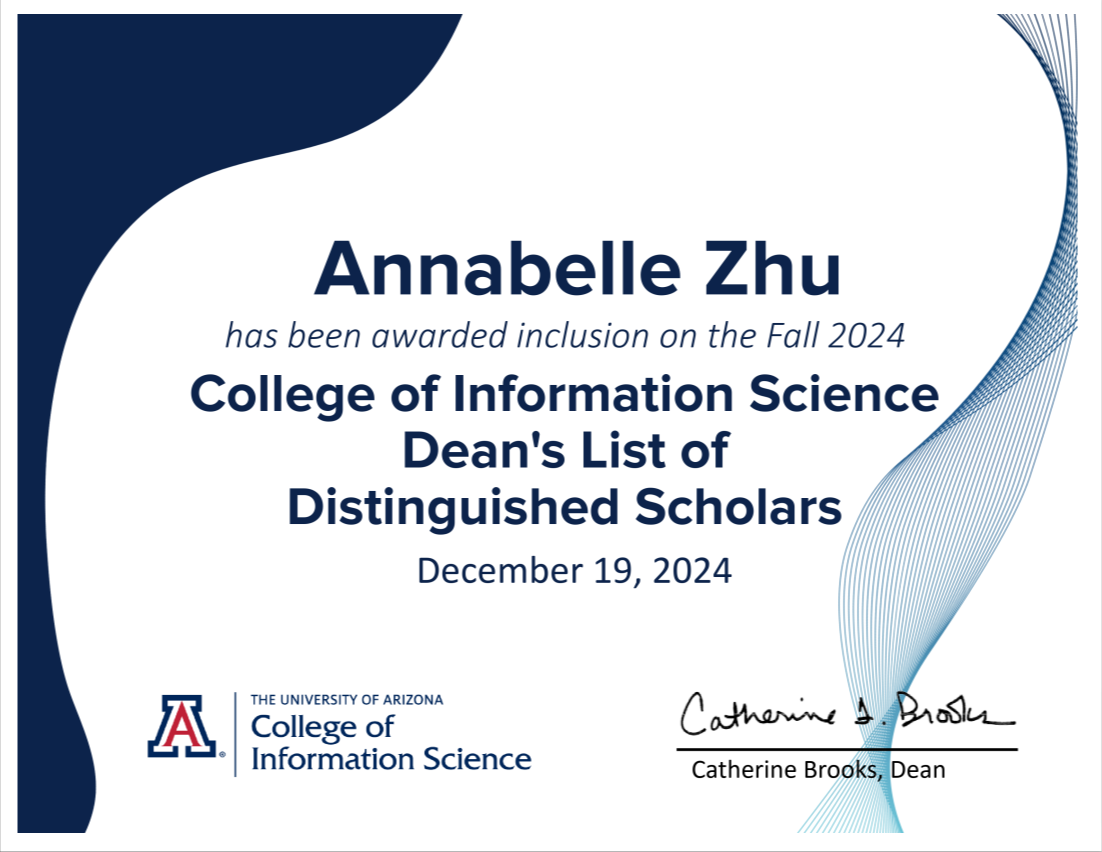 Annabelle Zhu
has been awarded inclusion on the Fall 2024
College of Information Science
Dean's List of
Distinguished Scholars
December 19, 2024
A®
THE UNIVERSITY OF ARIZONA
College of
Information Science
Catherine I. Brooks
Catherine Brooks, Dean